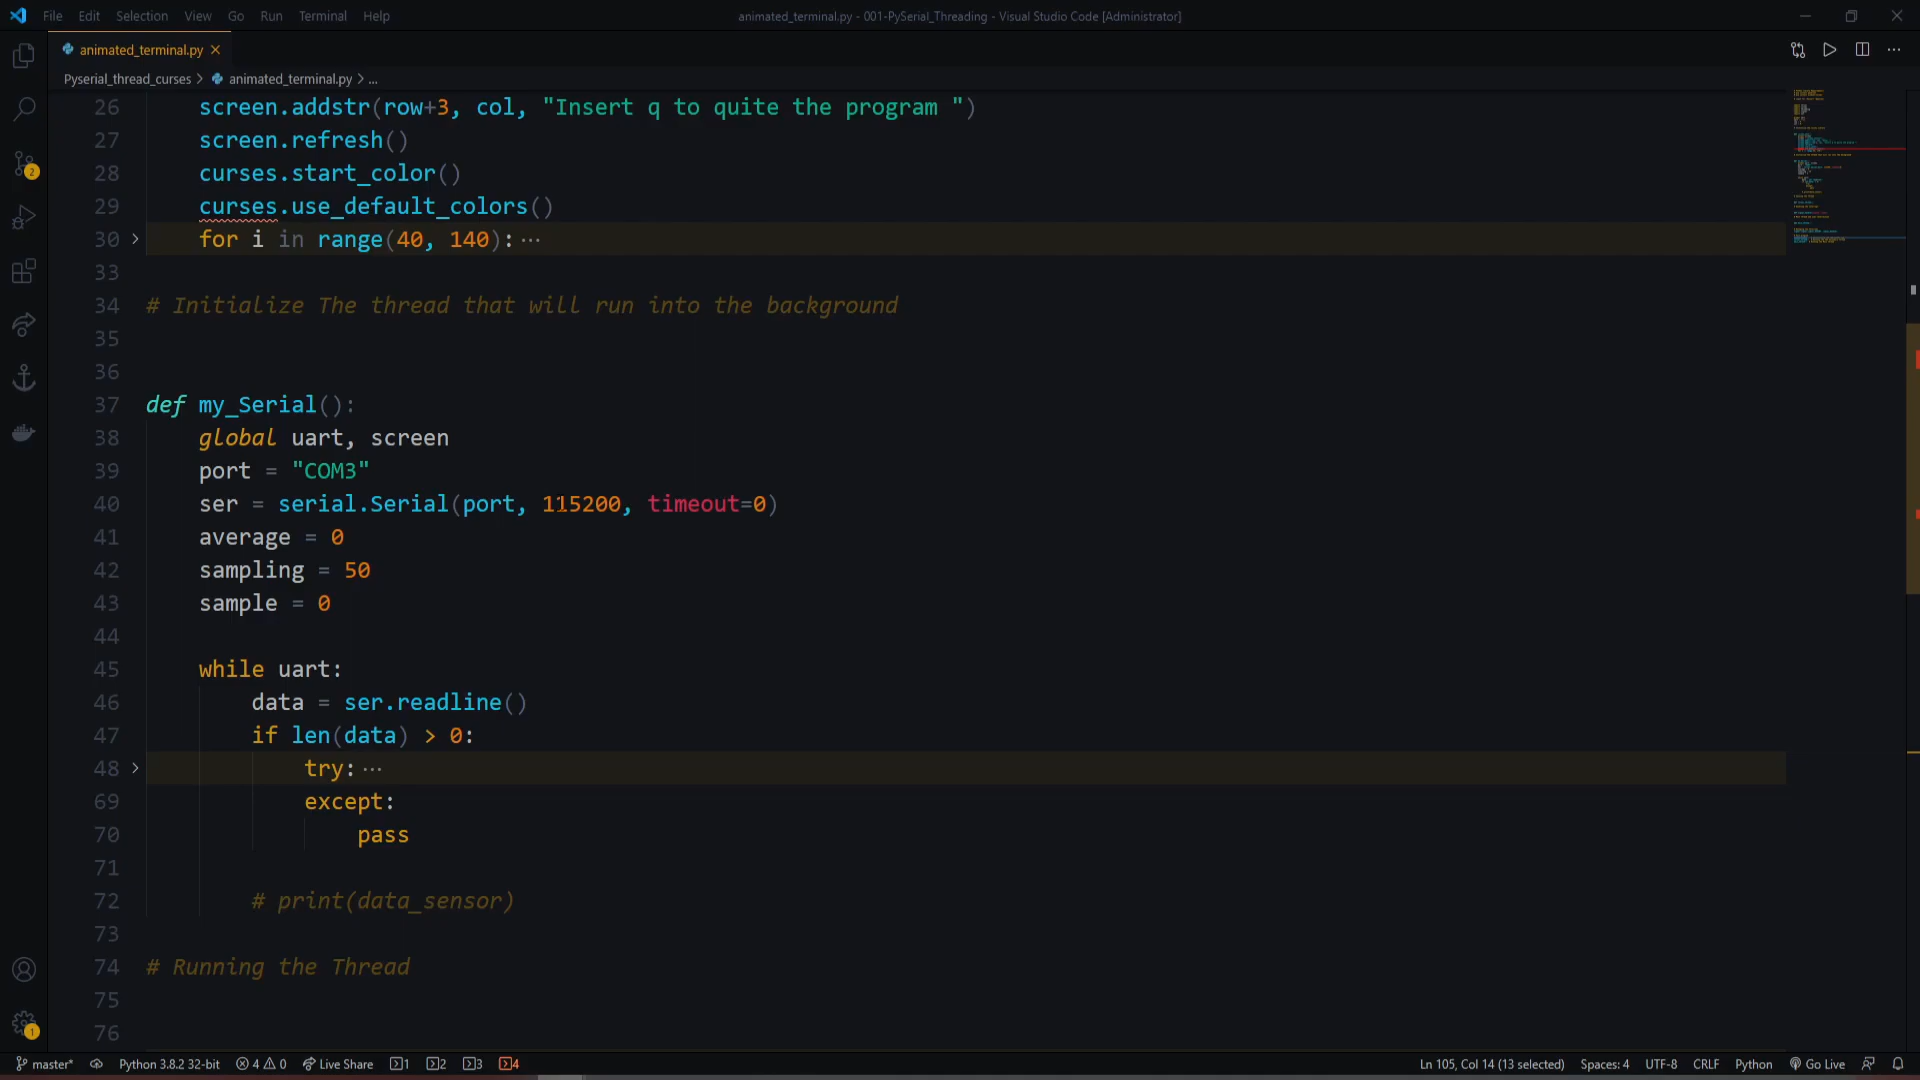 File Edit Selection View Go Run Terminal Help
animated_terminal.py - 001-PySerial_Threading - Visual Studio Code [Administrator]
animated_terminal.py
Pyserial_thread_curses > animated_terminal.py > ...
26 screen.addstr(row+3, col, "Insert q to quite the program ")
27 screen.refresh()
28 curses.start_color()
29 curses.use_default_colors()
30 for i in range(40, 140):···
33
34 # Initialize The thread that will run into the background
35
36
37 def my_Serial():
38 global uart, screen
39 port = "COM3"
40 ser = serial.Serial(port, 115200, timeout=0)
41 average = 0
42 sampling = 50
43 sample = 0
44
45 while uart:
46 data = ser.readline()
47 if len(data) > 0:
48 try:···
69 except:
70 pass
71
72 # print(data_sensor)
73
74 # Running the Thread
75
76
2
1
master* Python 3.8.2 32-bit 4 0 Live Share 1 2 3 4 Ln 105, Col 14 (13 selected) Spaces: 4 UTF-8 CRLF Python Go Live